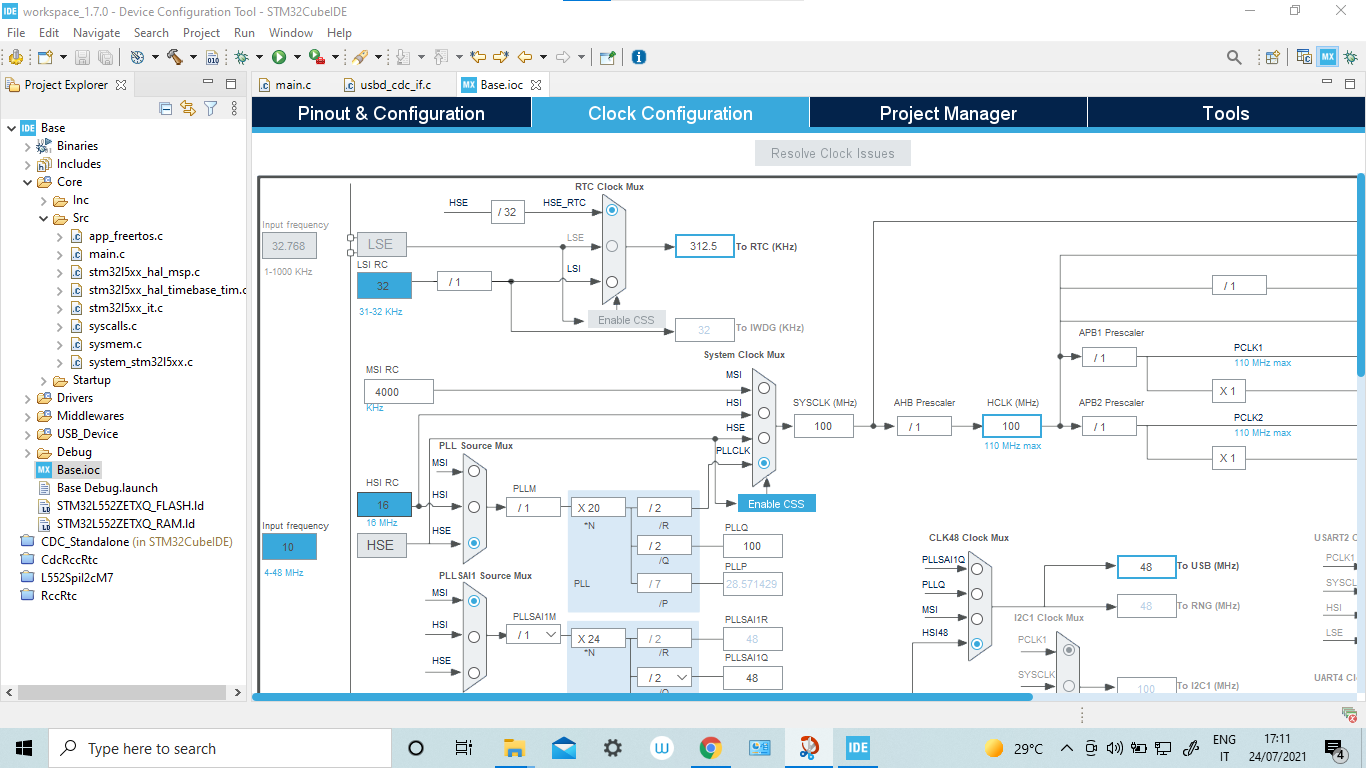 IDE workspace_1.7.0 - Device Configuration Tool - STM32CubeIDE
File Edit Navigate Search Project Run Window Help
Project Explorer
main.c
usbd_cdc_if.c
MX Base.ioc
Pinout & Configuration
Clock Configuration
Project Manager
Tools
Resolve Clock Issues
IDE Base
Binaries
Includes
Core
Inc
Src
app_freertos.c
main.c
stm32l5xx_hal_msp.c
stm32l5xx_hal_timebase_tim.c
stm32l5xx_it.c
syscalls.c
sysmem.c
system_stm32l5xx.c
Startup
Drivers
Middlewares
USB_Device
Debug
MX Base.ioc
Base Debug.launch
STM32L552ZETXQ_FLASH.ld
STM32L552ZETXQ_RAM.ld
CDC_Standalone (in STM32CubeIDE)
CdcRccRtc
L552Spil2cM7
RccRtc
RTC Clock Mux
HSE
/ 32
HSE_RTC
Input frequency
32.768
1-1000 KHz
LSE
LSE
312.5
To RTC (KHz)
LSI RC
32
31-32 KHz
/ 1
LSI
Enable CSS
32
To IWDG (KHz)
System Clock Mux
MSI RC
4000
KHz
MSI
HSI
HSE
PLLCLK
SYSCLK (MHz)
100
AHB Prescaler
/ 1
HCLK (MHz)
100
110 MHz max
/ 1
APB1 Prescaler
/ 1
PCLK1
110 MHz max
X 1
APB2 Prescaler
/ 1
PCLK2
110 MHz max
X 1
Enable CSS
PLL Source Mux
MSI
HSI
HSE
HSI RC
16
16 MHz
Input frequency
10
4-48 MHz
HSE
PLLM
/ 1
X 20
*N
/ 2
/R
/ 2
/Q
/ 7
/P
PLL
PLLQ
100
PLLP
28.571429
PLLSAI1 Source Mux
MSI
HSI
HSE
PLLSAI1M
/ 1
X 24
*N
/ 2
/R
/ 2
PLLSAI1R
48
PLLSAI1Q
48
CLK48 Clock Mux
PLLSAI1Q
PLLQ
MSI
HSI48
48
To USB (MHz)
48
To RNG (MHz)
I2C1 Clock Mux
PCLK1
SYSCLK
100
To I2C1 (MHz)
USART2 C
PCLK1
SYSCL
HSI
LSE
UART4 Cl
Type here to search
IDE
29°C
ENG
IT
17:11
24/07/2021
4